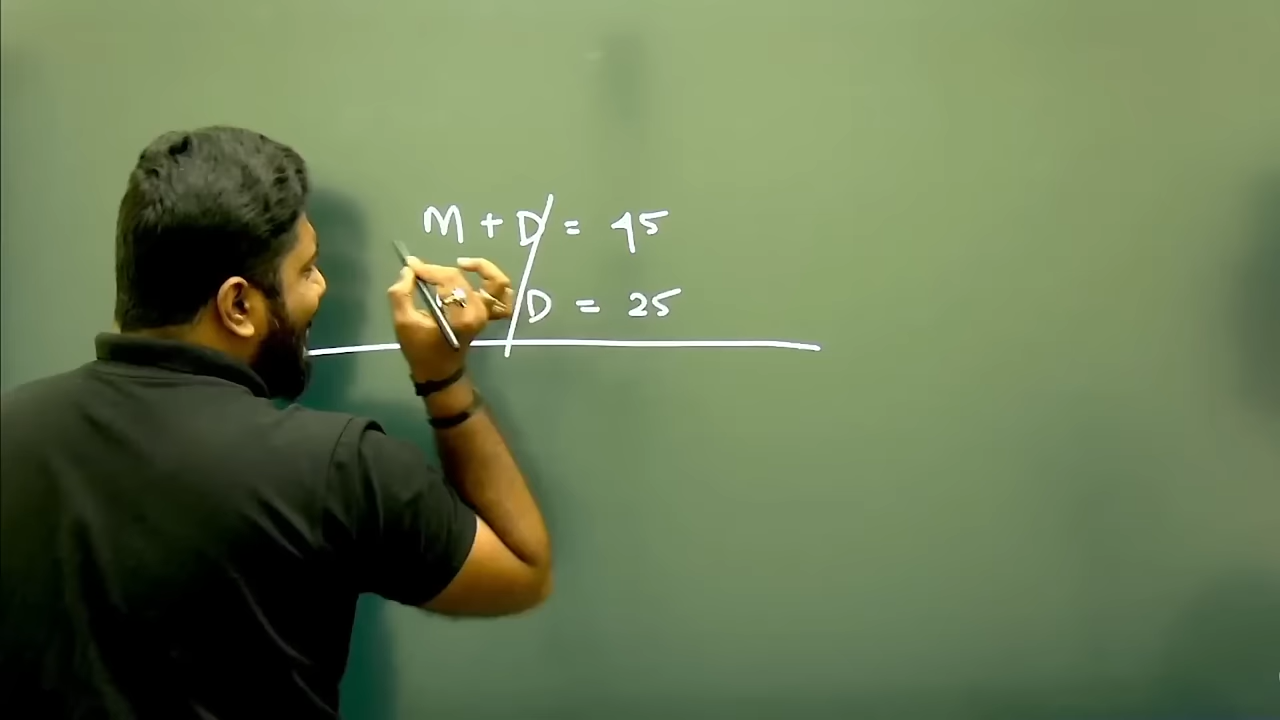 M + D = 45
D = 25